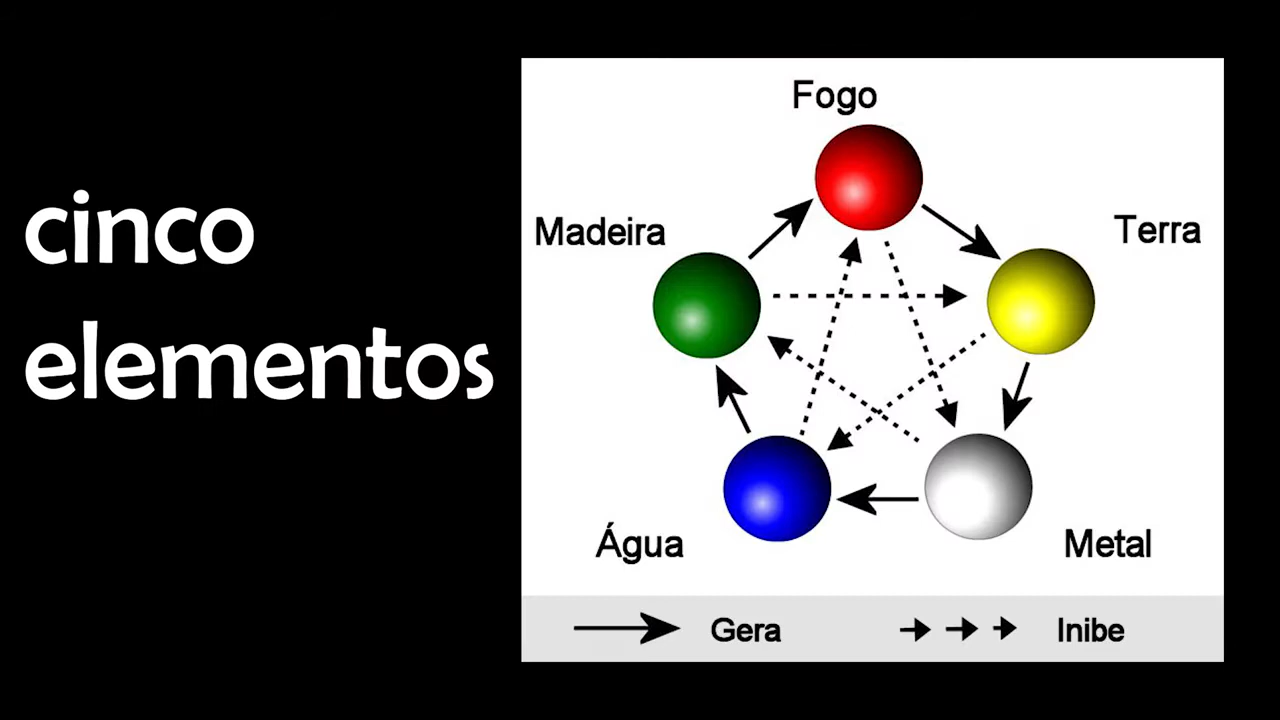 cinco
elementos
Fogo
Madeira
Terra
Água
Metal
Gera
Inibe